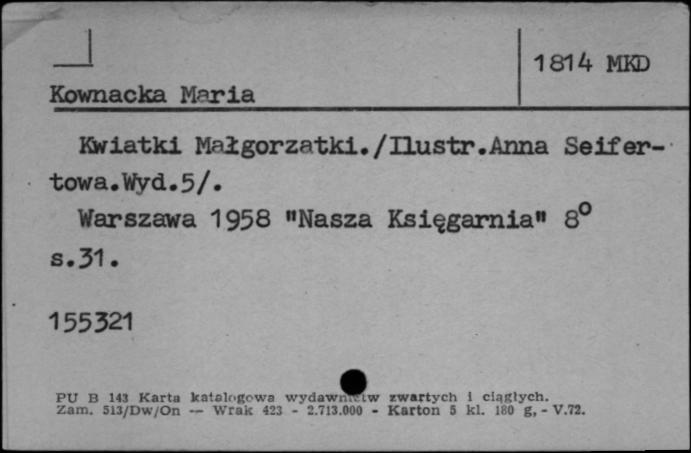 1814 MKD
Kownacka Maria
Kwiatki Małgorzatki./Ilustr.Anna Seifer-
towa.Wyd.5/.
Warszawa 1958 "Nasza Księgarnia" 8°
s.31.
155321
PU B 143 Karta katalogowa wydawnictw zwartych i ciągłych.
Zam. 513/Dw/On — Wrak 423 - 2.713.000 - Karton 5 kl. 180 g, - V.72.